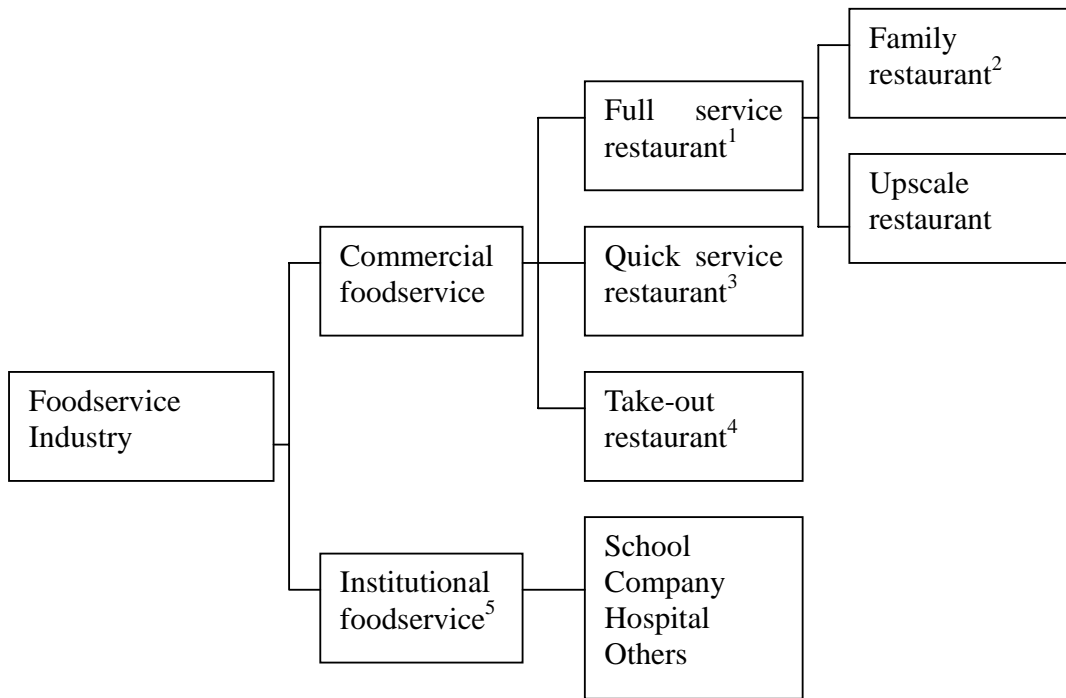 Family
restaurant²
Full service
restaurant¹
Upscale
restaurant
Commercial
foodservice
Quick service
restaurant³
Foodservice
Industry
Take-out
restaurant⁴
School
Company
Hospital
Others
Institutional
foodservice⁵